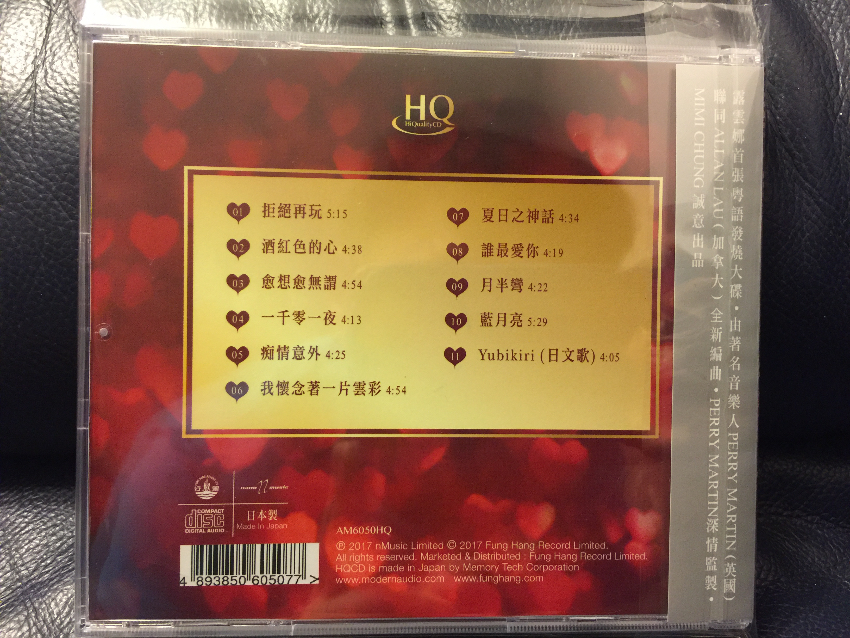 HQ
HiQualityCD
01 拒絕再玩 5:15
02 酒紅色的心 4:38
03 愈想愈無謂 4:54
04 一千零一夜 4:13
05 痴情意外 4:25
06 我懷念著一片雲彩 4:54
07 夏日之神話 4:34
08 誰最愛你 4:19
09 月半彎 4:22
10 藍月亮 5:29
11 Yubikiri (日文歌) 4:05
露雲娜首張粵語發燒大碟・由著名音樂人PERRY MARTIN(英國)
聯同ALLAN LAU(加拿大)全新編曲・PERRY MARTIN深情監製・
MIMI CHUNG誠意出品
COMPACT
disc
DIGITAL AUDIO
日本製
Made In Japan
AM6050HQ
℗ 2017 nMusic Limited © 2017 Fung Hang Record Limited.
All rights reserved. Marketed & Distributed : Fung Hang Record Limited.
HQCD is made in Japan by Memory Tech Corporation
www.modernaudio.com www.funghang.com
4 893850 605077 >